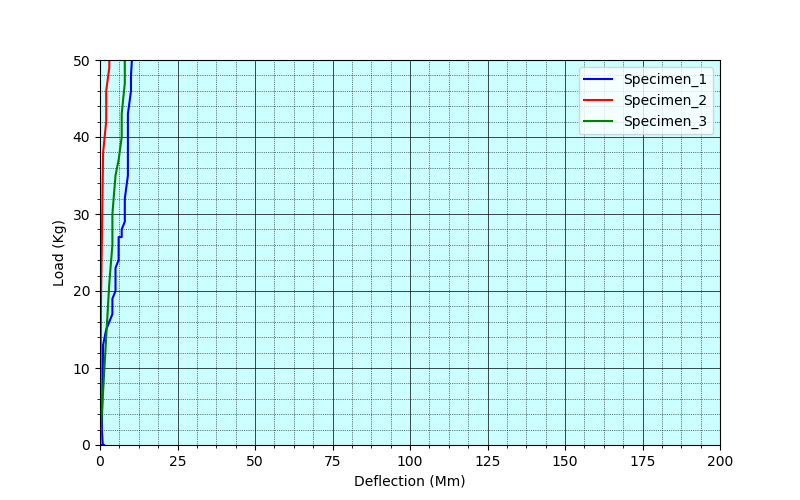 50
40
30
20
10
0
Load (Kg)
Specimen_1
Specimen_2
Specimen_3
0 25 50 75 100 125 150 175 200
Deflection (Mm)